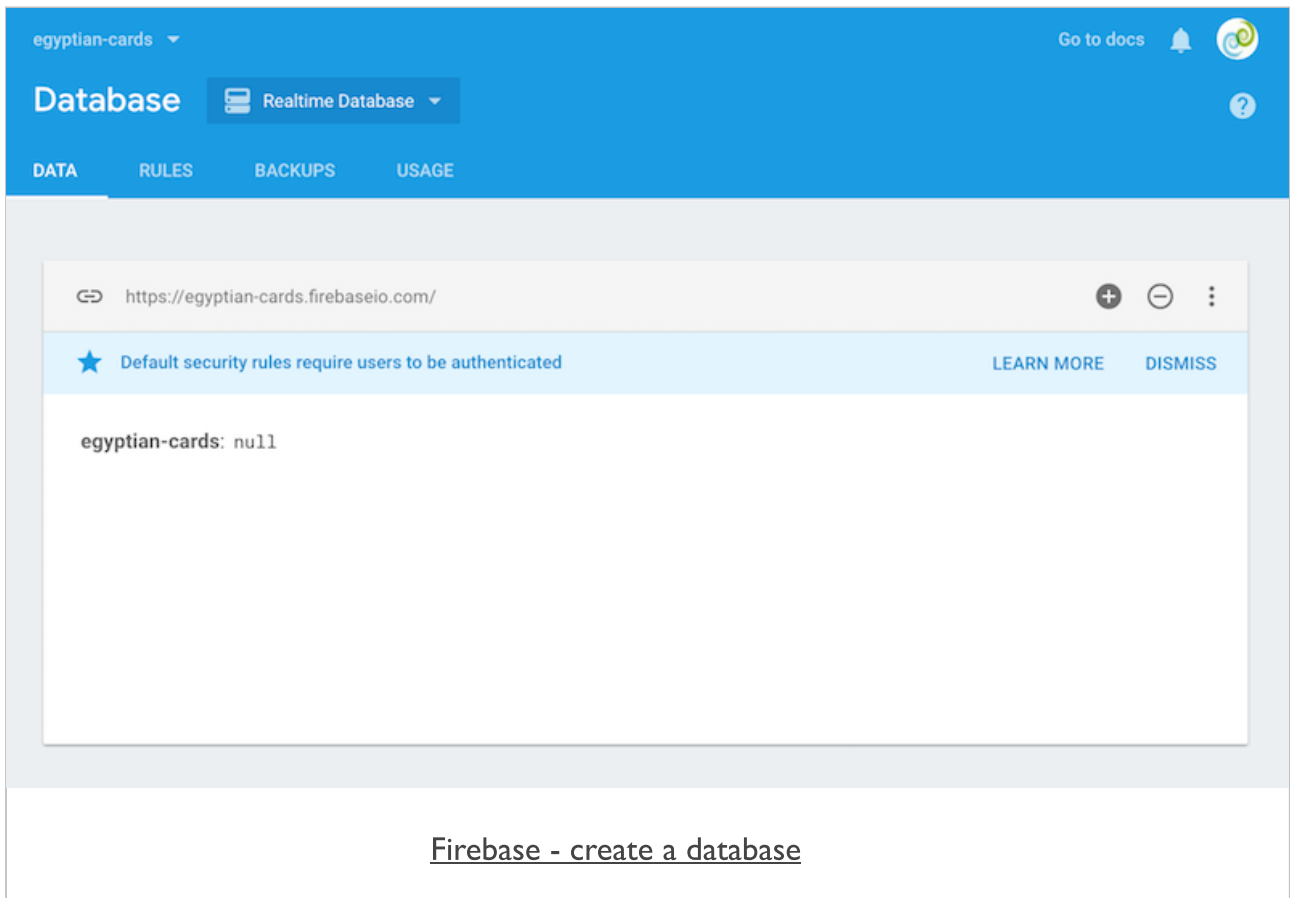 egyptian-cards
Go to docs
Database
Realtime Database
DATA
RULES
BACKUPS
USAGE
https://egyptian-cards.firebaseio.com/
Default security rules require users to be authenticated
LEARN MORE
DISMISS
egyptian-cards: null
Firebase - create a database